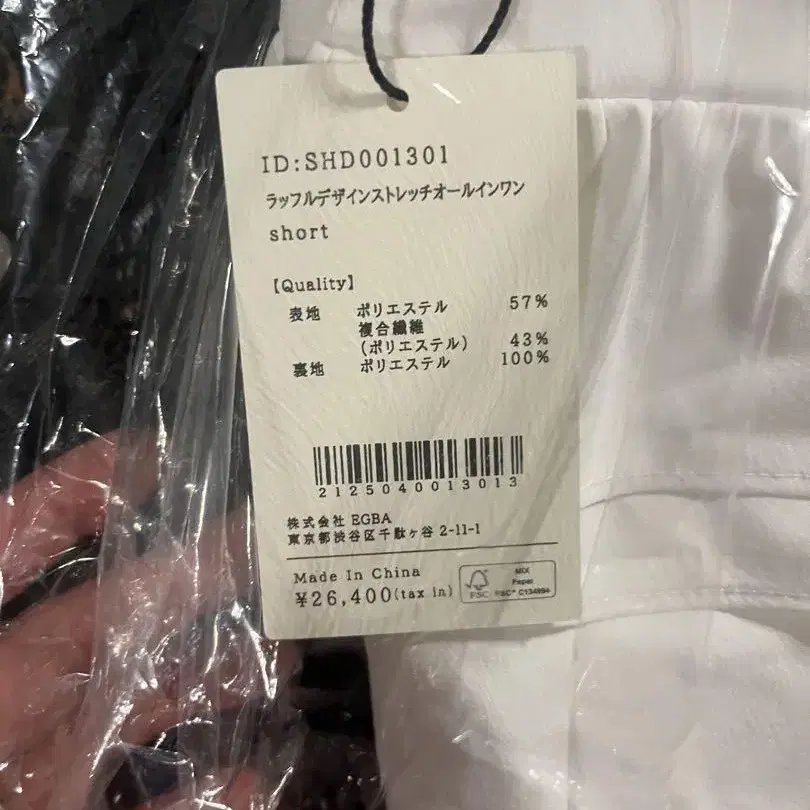 ID:SHD001301
ラッフルデザインストレッチオールインワン
short
【Quality】
表地 ポリエステル 57%
複合繊維
(ポリエステル) 43%
裏地 ポリエステル 100%
2125040013013
株式会社 EGBA
東京都渋谷区千駄ヶ谷 2-11-1
Made In China
¥26,400(tax in)
FSC
MIX
Paper
FSC® C134994